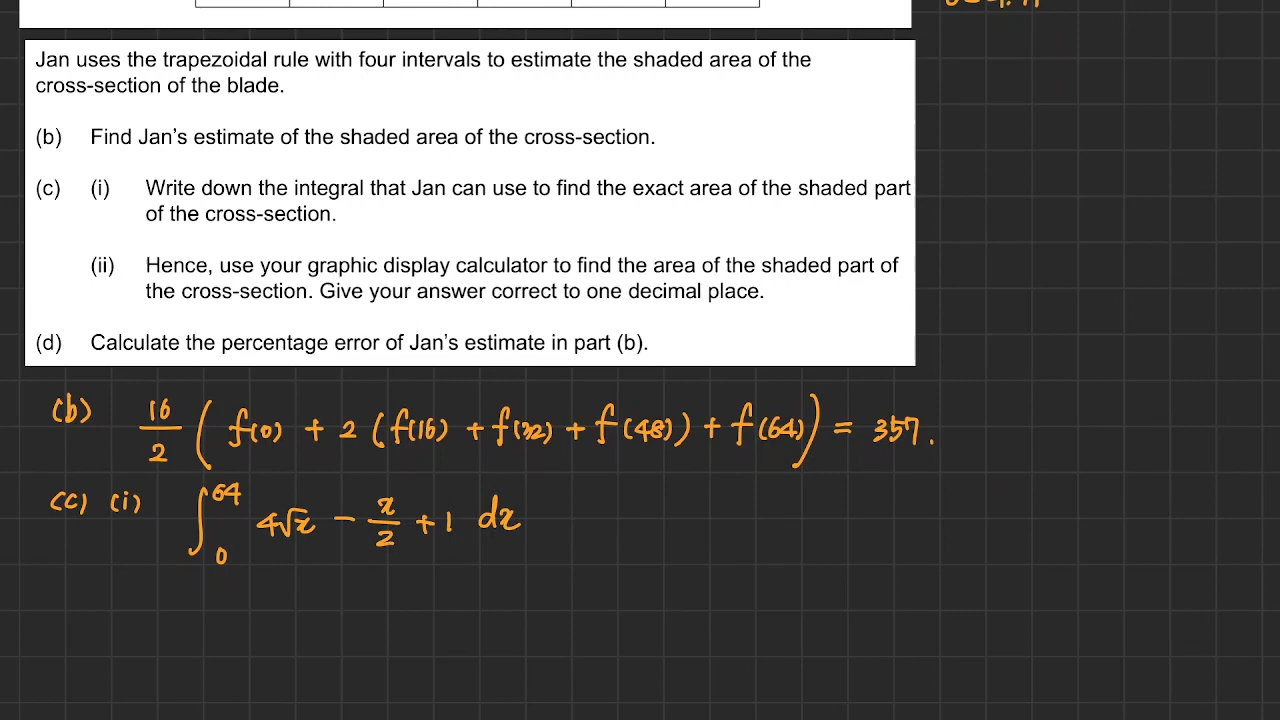 Jan uses the trapezoidal rule with four intervals to estimate the shaded area of the
cross-section of the blade.
(b) Find Jan's estimate of the shaded area of the cross-section.
(c) (i) Write down the integral that Jan can use to find the exact area of the shaded part
of the cross-section.
(ii) Hence, use your graphic display calculator to find the area of the shaded part of
the cross-section. Give your answer correct to one decimal place.
(d) Calculate the percentage error of Jan's estimate in part (b).
(b) 16/2 ( f(0) + 2 ( f(16) + f(32) + f(48) ) + f(64) ) = 357.
(c) (i) ∫₀⁶⁴ 4√x − x/2 + 1 dx